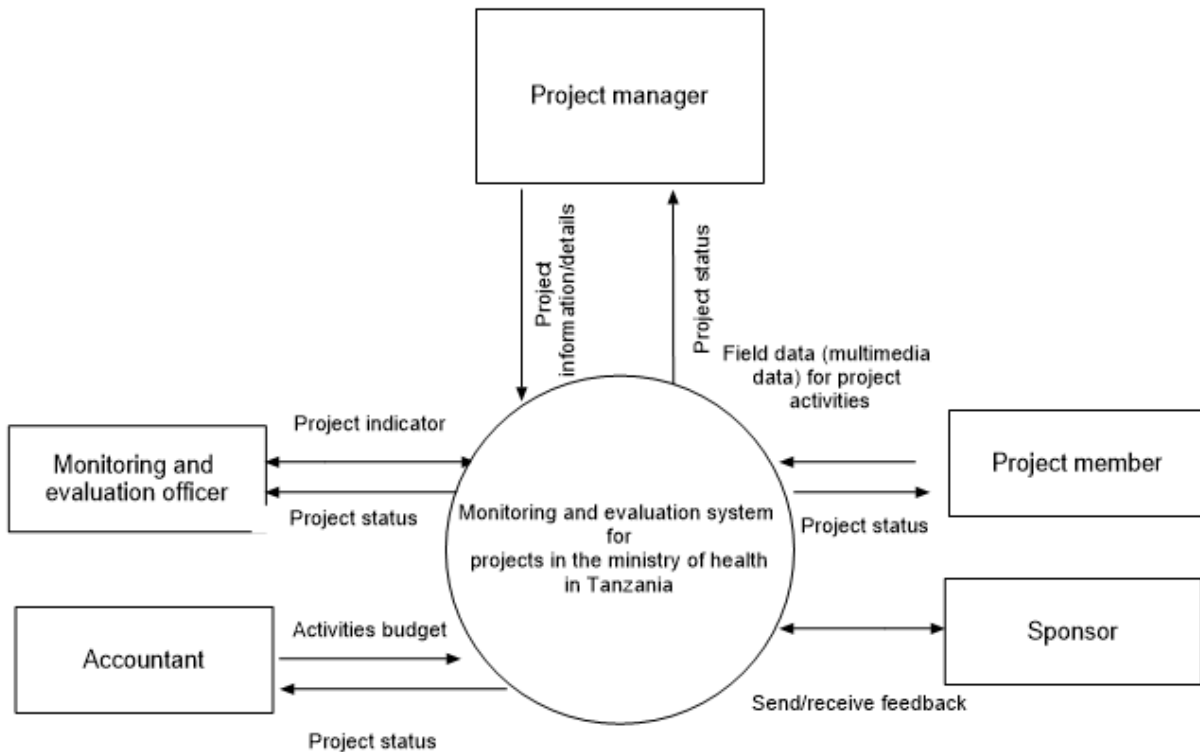 Project manager
Project
information/details
Project status
Field data (multimedia
data) for project
activities
Project indicator
Monitoring and
evaluation officer
Project member
Project status
Project status
Monitoring and evaluation system
for
projects in the ministry of health
in Tanzania
Activities budget
Accountant
Sponsor
Send/receive feedback
Project status